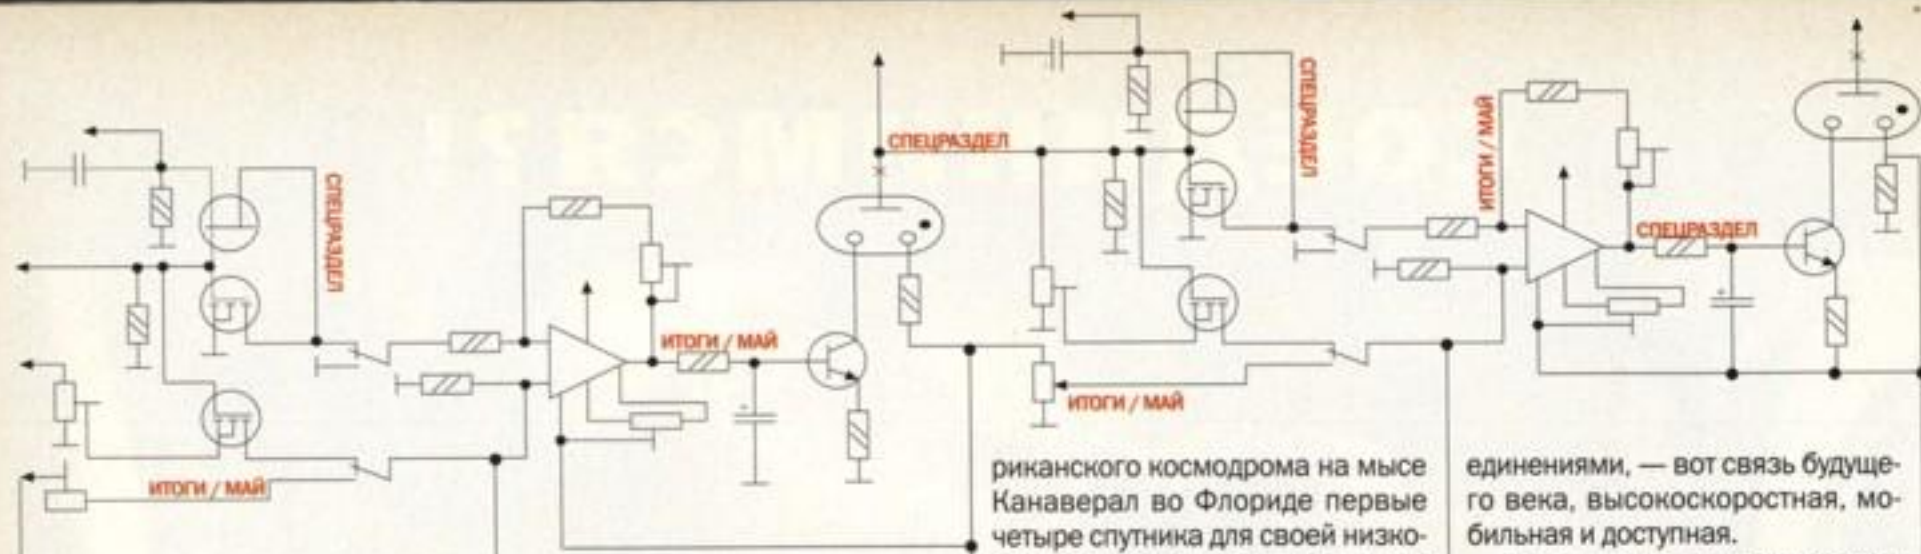 СПЕЦРАЗДЕЛ
ИТОГИ / МАЙ
ИТОГИ / МАЙ
СПЕЦРАЗДЕЛ
СПЕЦРАЗДЕЛ
ИТОГИ / МАЙ
СПЕЦРАЗДЕЛ
ИТОГИ / МАЙ
риканского космодрома на мысе
Канаверал во Флориде первые
четыре спутника для своей низко-
единениями, — вот связь будуще-
го века, высокоскоростная, мо-
бильная и доступная.